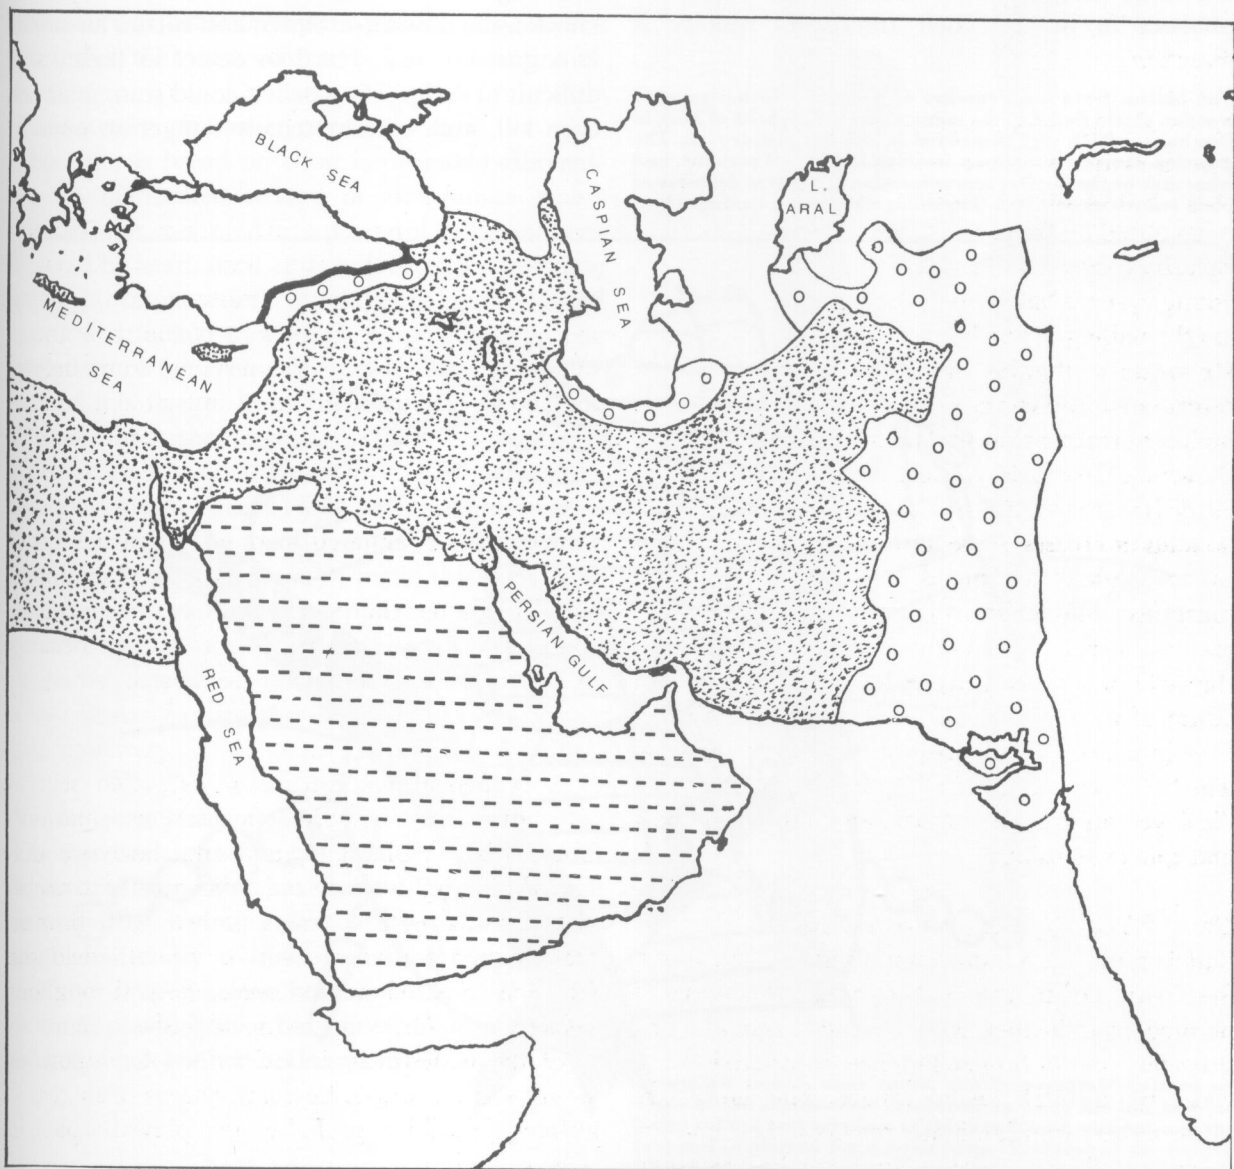 BLACK
SEA
CASPIAN
SEA
L.
ARAL
MEDITERRANEAN
SEA
PERSIAN GULF
RED
SEA